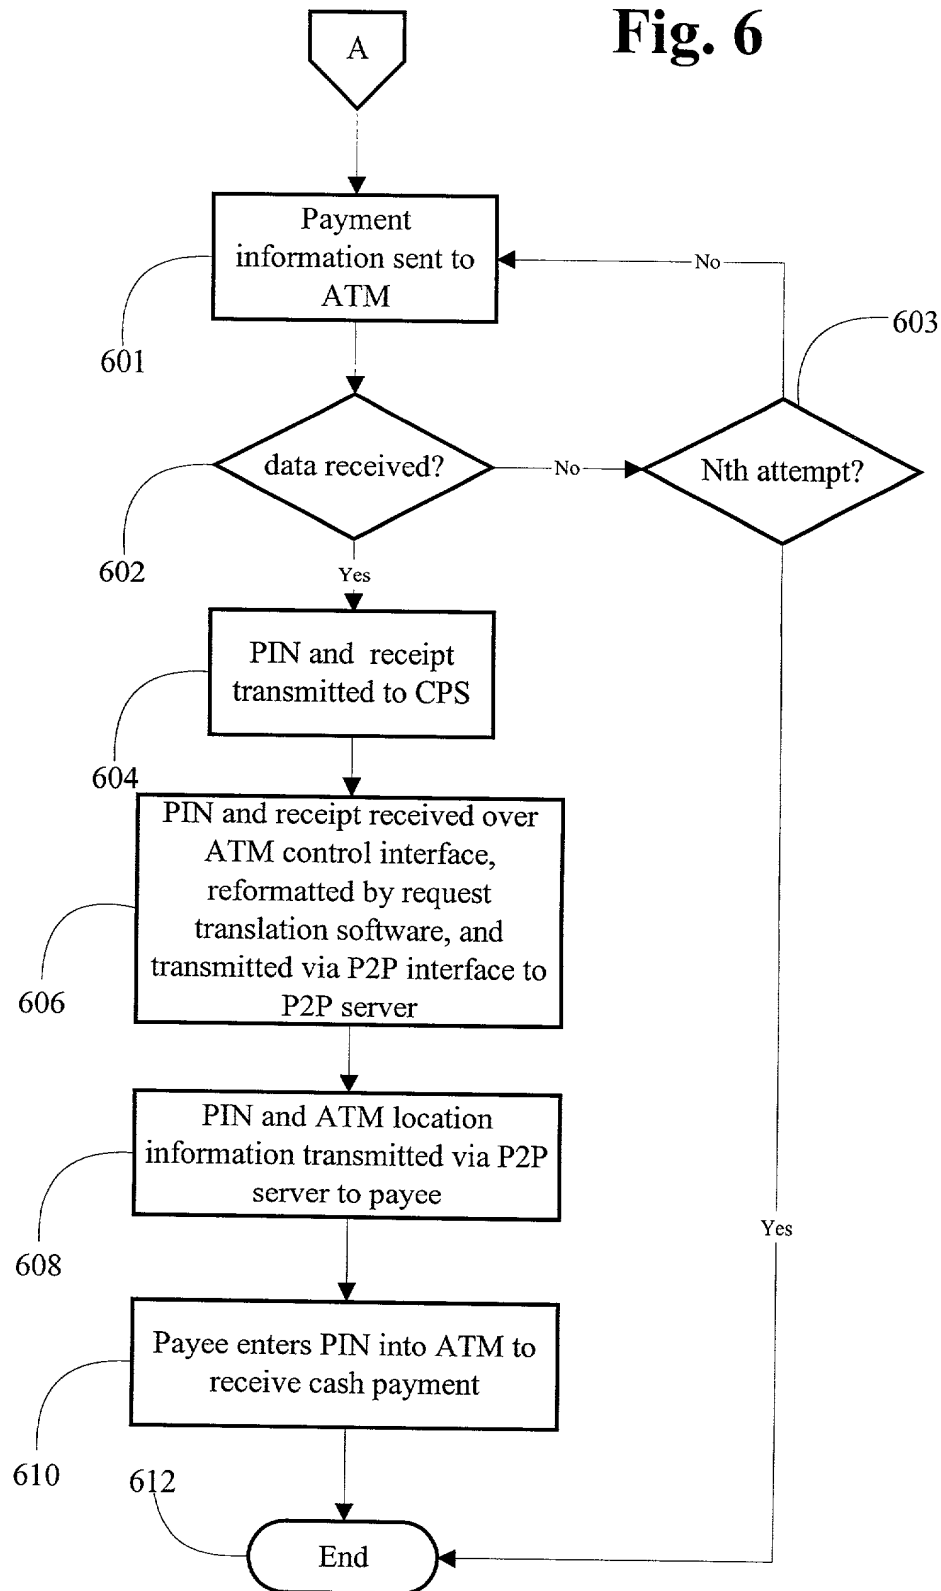 Fig. 6
A
Payment
information sent to
ATM
No
601
603
data received?
No
Nth attempt?
602
Yes
PIN and receipt
transmitted to CPS
604
PIN and receipt received over
ATM control interface,
reformatted by request
translation software, and
transmitted via P2P interface to
P2P server
606
PIN and ATM location
information transmitted via P2P
server to payee
608
Yes
Payee enters PIN into ATM to
receive cash payment
610
612
End